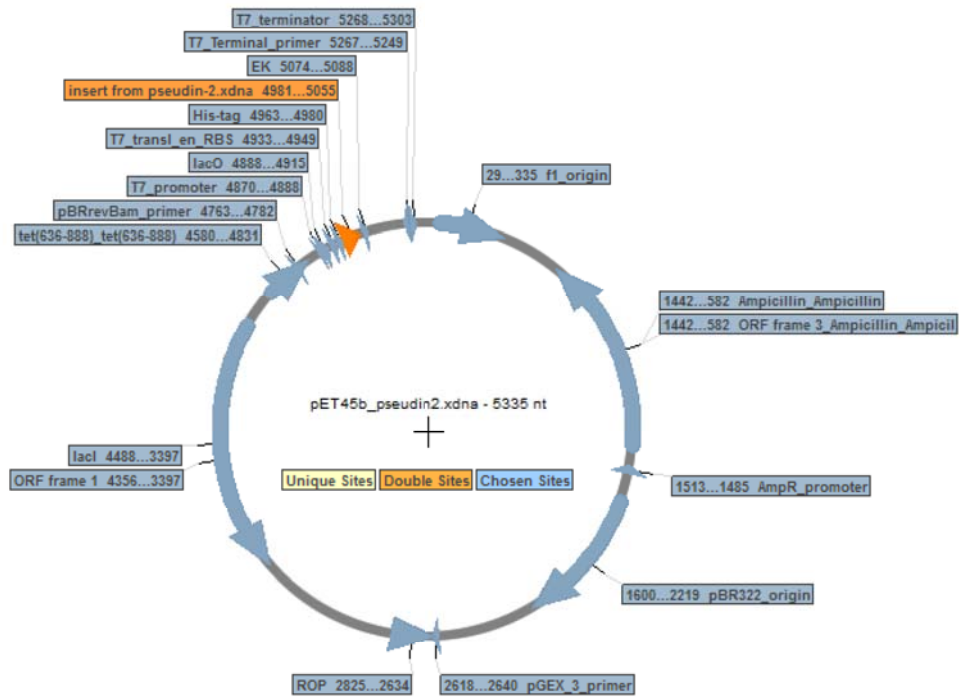 T7_terminator 5268...5303
T7_Terminal_primer 5267...5249
EK 5074...5088
insert from pseudin-2.xdna 4981...5055
His-tag 4963...4980
T7_transl_en_RBS 4933...4949
lacO 4888...4915
T7_promoter 4870...4888
pBRrevBam_primer 4763...4782
tet(636-888)_tet(636-888) 4580...4831
29...335 f1_origin
1442...582 Ampicillin_Ampicillin
1442...582 ORF frame 3_Ampicillin_Ampicil
pET45b_pseudin2.xdna - 5335 nt
lacI 4488...3397
ORF frame 1 4356...3397
Unique Sites Double Sites Chosen Sites
1513...1485 AmpR_promoter
1600...2219 pBR322_origin
ROP 2825...2634
2618...2640 pGEX_3_primer